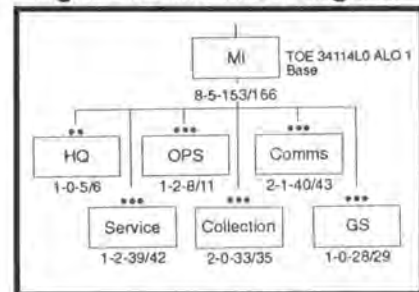 MI
TOE 34114L0 ALO 1
Base
8-5-153/166
HQ
OPS
Comms
1-0-5/6
1-2-8/11
2-1-40/43
Service
Collection
GS
1-2-39/42
2-0-33/35
1-0-28/29